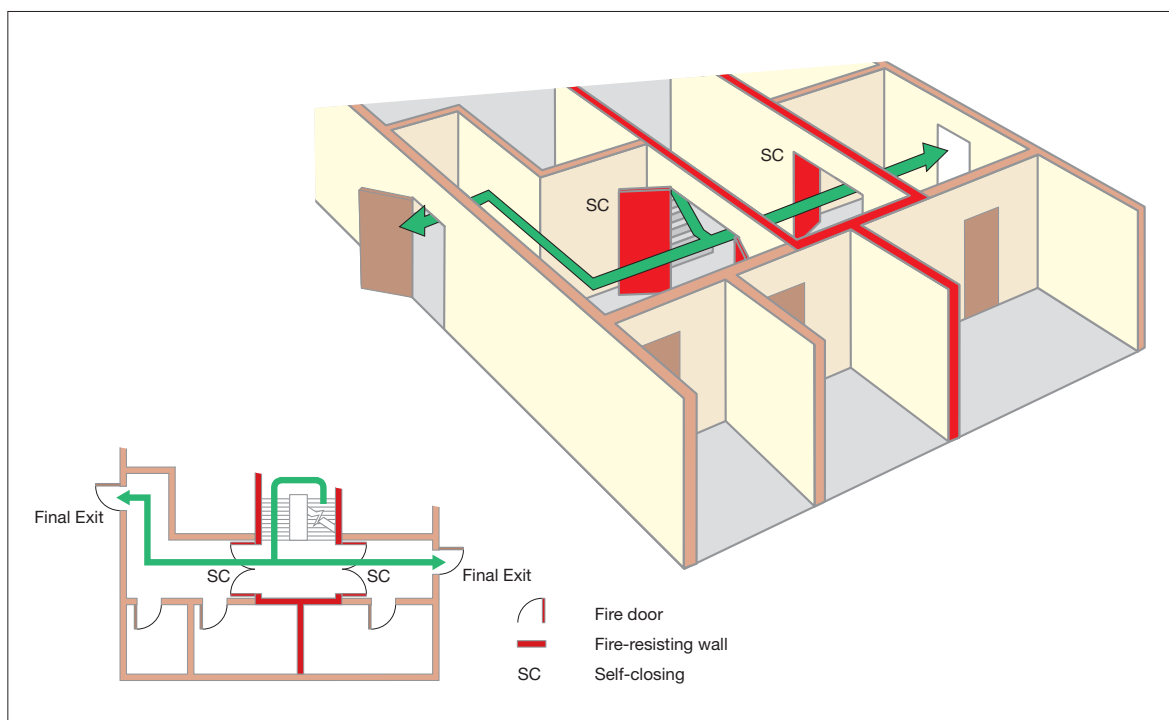 SC
SC
Final Exit
SC
SC
Final Exit
Fire door
Fire-resisting wall
SC
Self-closing